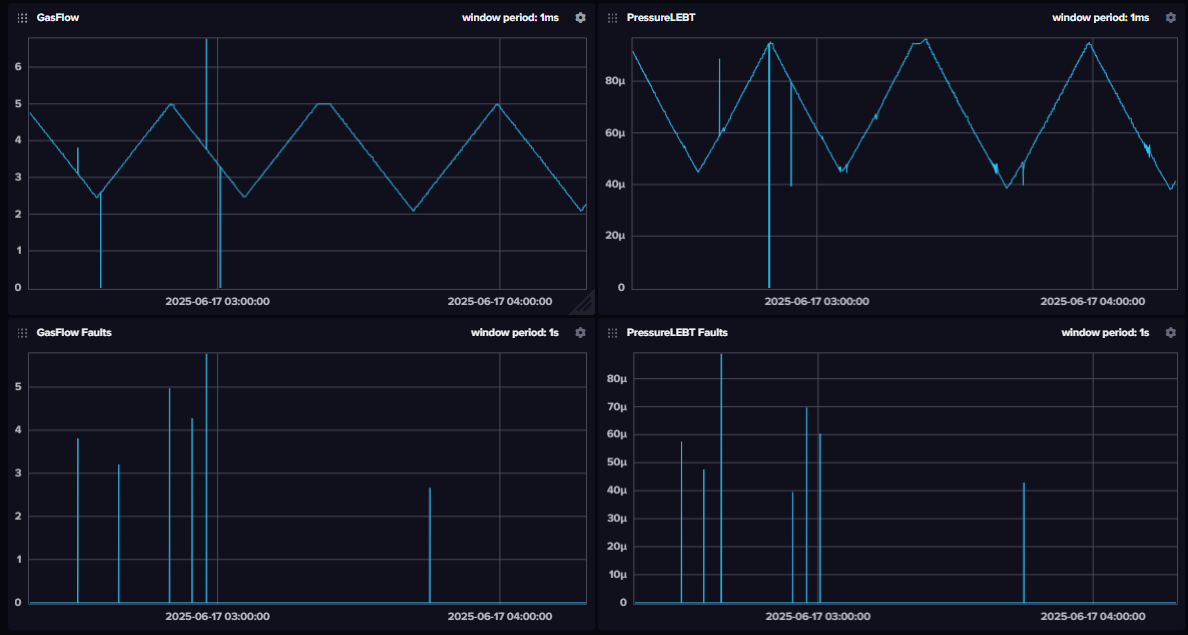 GasFlow
window period: 1ms
6
5
4
3
2
1
0
2025-06-17 03:00:00
2025-06-17 04:00:00
PressureLEBT
window period: 1ms
80µ
60µ
40µ
20µ
0
2025-06-17 03:00:00
2025-06-17 04:00:00
GasFlow Faults
window period: 1s
5
4
3
2
1
0
2025-06-17 03:00:00
2025-06-17 04:00:00
PressureLEBT Faults
window period: 1s
80µ
70µ
60µ
50µ
40µ
30µ
20µ
10µ
0
2025-06-17 03:00:00
2025-06-17 04:00:00